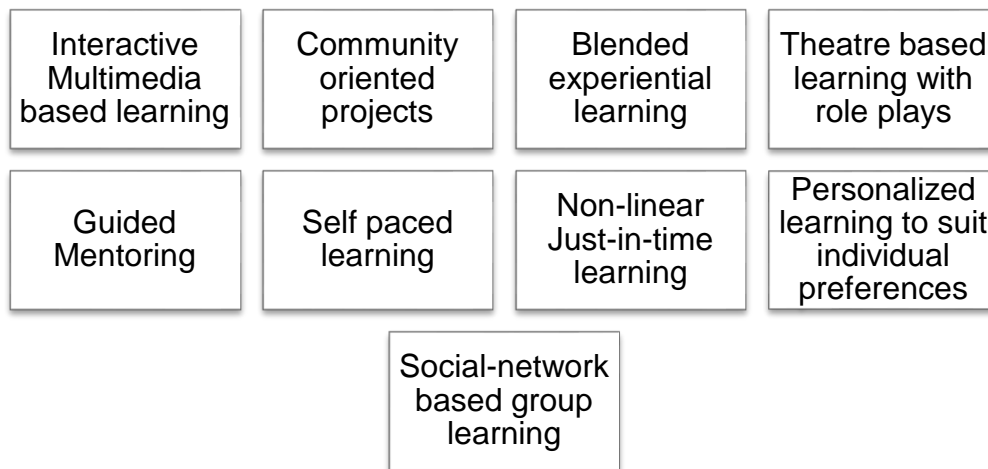 Interactive
Multimedia
based learning
Community
oriented
projects
Blended
experiential
learning
Theatre based
learning with
role plays
Guided
Mentoring
Self paced
learning
Non-linear
Just-in-time
learning
Personalized
learning to suit
individual
preferences
Social-network
based group
learning